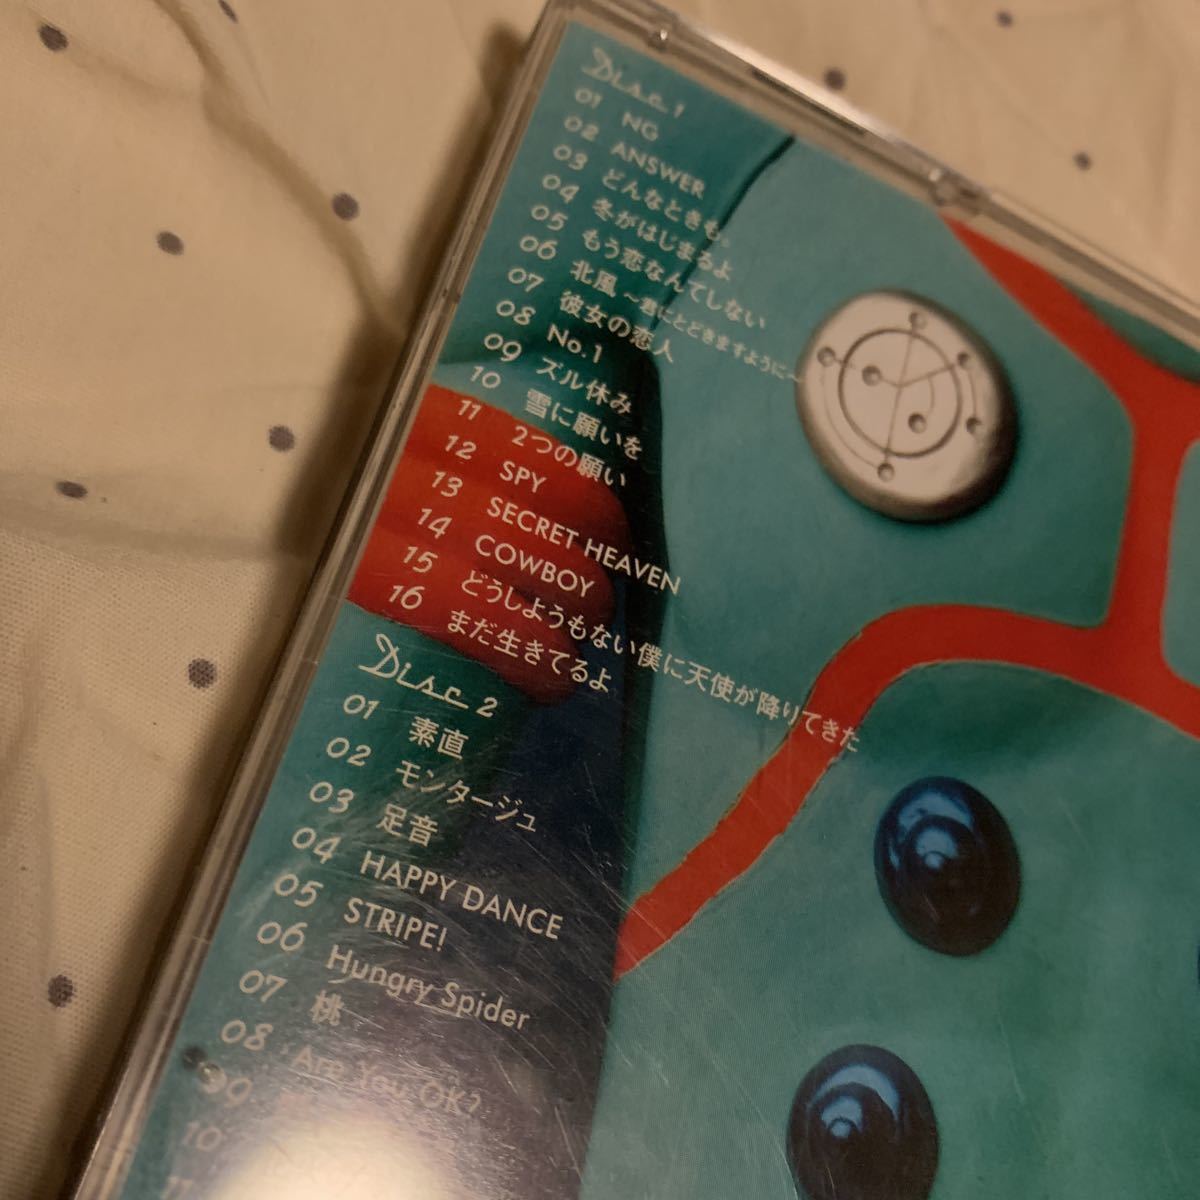 Disc 1
01 NG
02 ANSWER
03 どんなときも。
04 冬がはじまるよ
05 もう恋なんてしない
06 北風 〜君にとどきますように〜
07 彼女の恋人
08 No.1
09 ズル休み
10 雪に願いを
11 2つの願い
12 SPY
13 SECRET HEAVEN
14 COWBOY
15 どうしようもない僕に天使が降りてきた
16 まだ生きてるよ
Disc 2
01 素直
02 モンタージュ
03 足音
04 HAPPY DANCE
05 STRIPE!
06 Hungry Spider
07 桃
08 Are You OK?
09
10
11